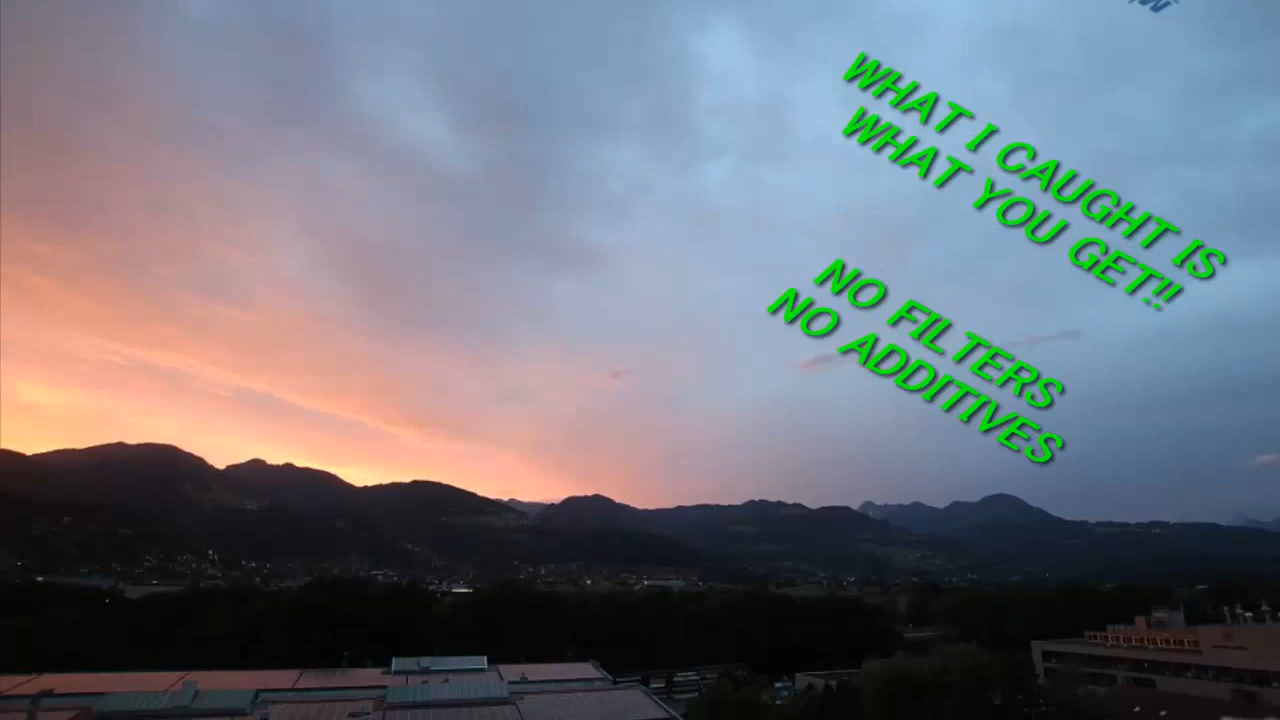 WHAT I CAUGHT IS
WHAT YOU GET!!
NO FILTERS
NO ADDITIVES